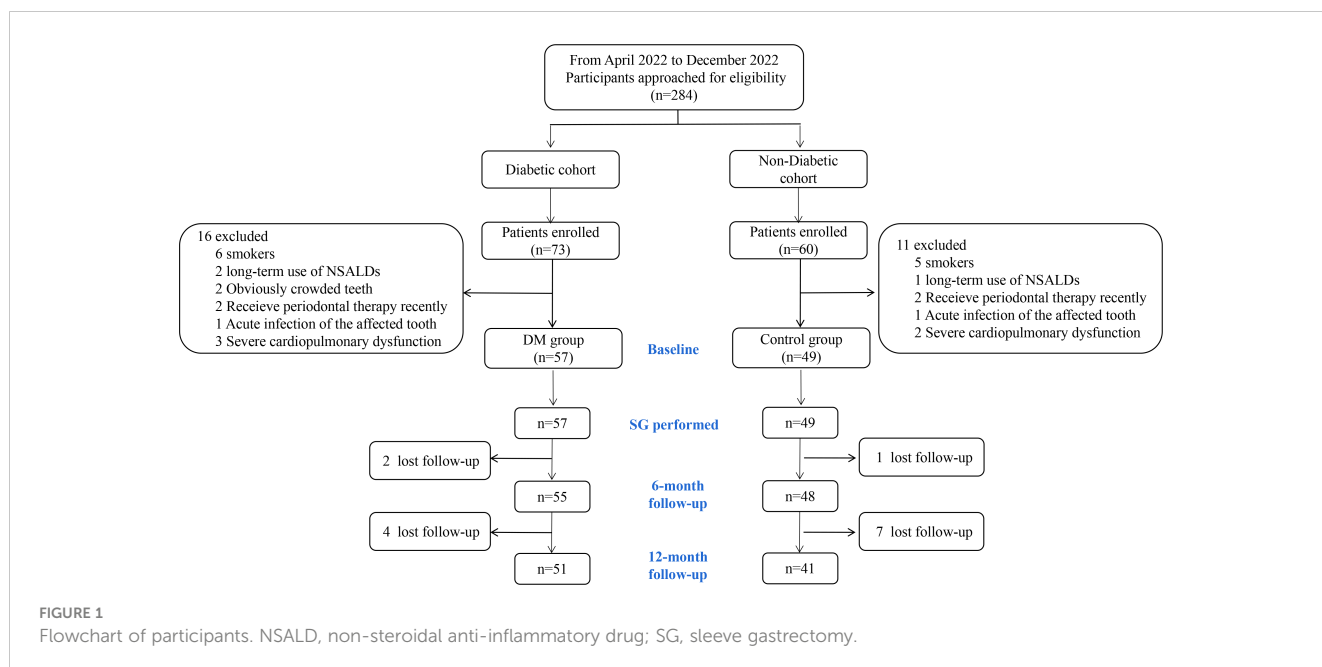 From April 2022 to December 2022
Participants approached for eligibility
(n=284)
Diabetic cohort
Non-Diabetic
cohort
Patients enrolled
(n=73)
Patients enrolled
(n=60)
16 excluded
6 smokers
2 long-term use of NSALDs
2 Obviously crowded teeth
2 Receieve periodontal therapy recently
1 Acute infection of the affected tooth
3 Severe cardiopulmonary dysfunction
11 excluded
5 smokers
1 long-term use of NSALDs
2 Receieve periodontal therapy recently
1 Acute infection of the affected tooth
2 Severe cardiopulmonary dysfunction
DM group
(n=57)
Baseline
Control group
(n=49)
n=57
SG performed
n=49
2 lost follow-up
1 lost follow-up
n=55
6-month
follow-up
n=48
4 lost follow-up
7 lost follow-up
n=51
12-month
follow-up
n=41
FIGURE 1
Flowchart of participants. NSALD, non-steroidal anti-inflammatory drug; SG, sleeve gastrectomy.